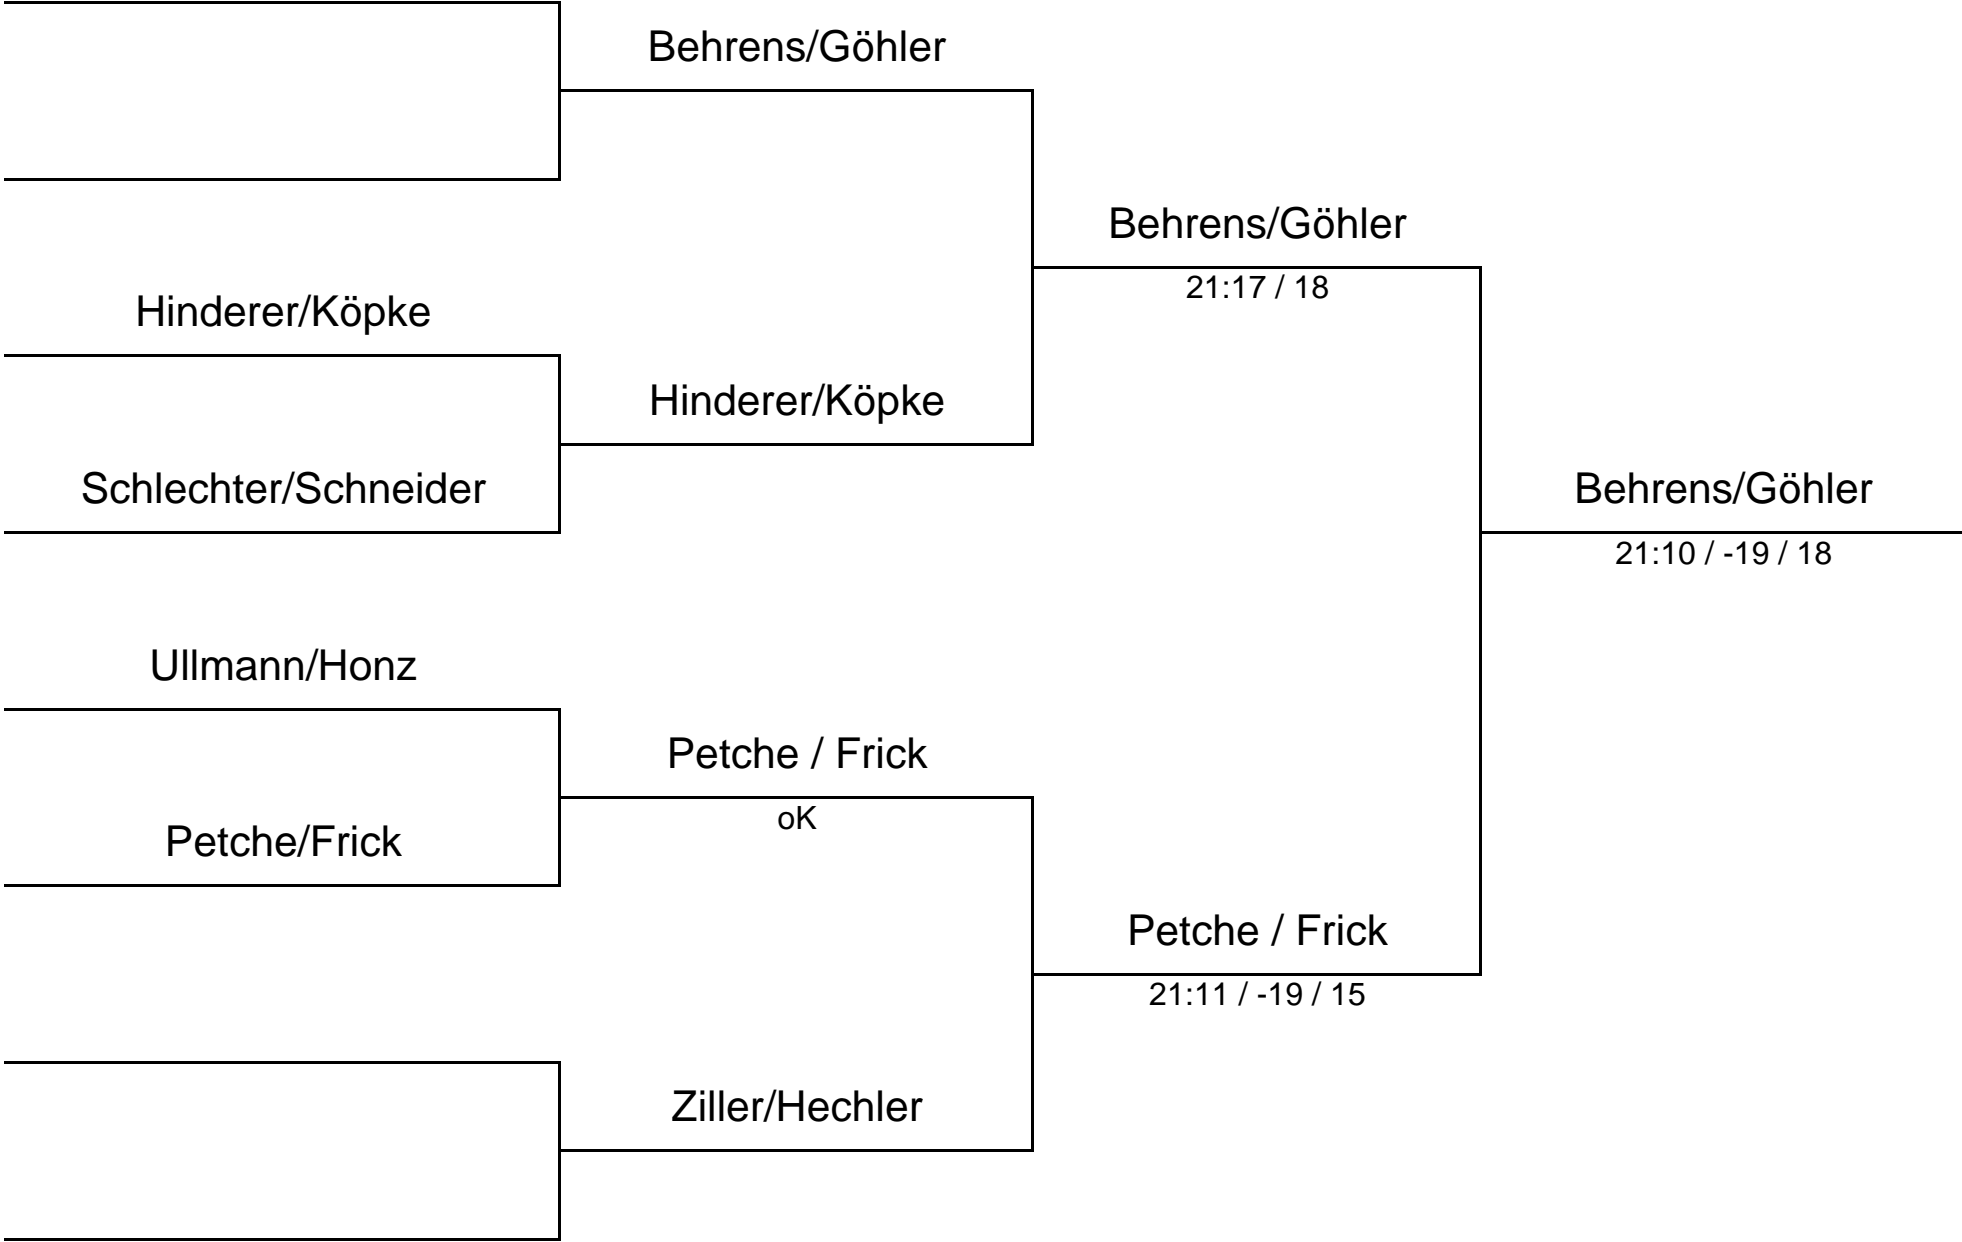 Behrens/Göhler
Behrens/Göhler
21:17 / 18
Hinderer/Köpke
Hinderer/Köpke
Schlechter/Schneider
Behrens/Göhler
21:10 / -19 / 18
Ullmann/Honz
Petche / Frick
oK
Petche/Frick
Petche / Frick
21:11 / -19 / 15
Ziller/Hechler